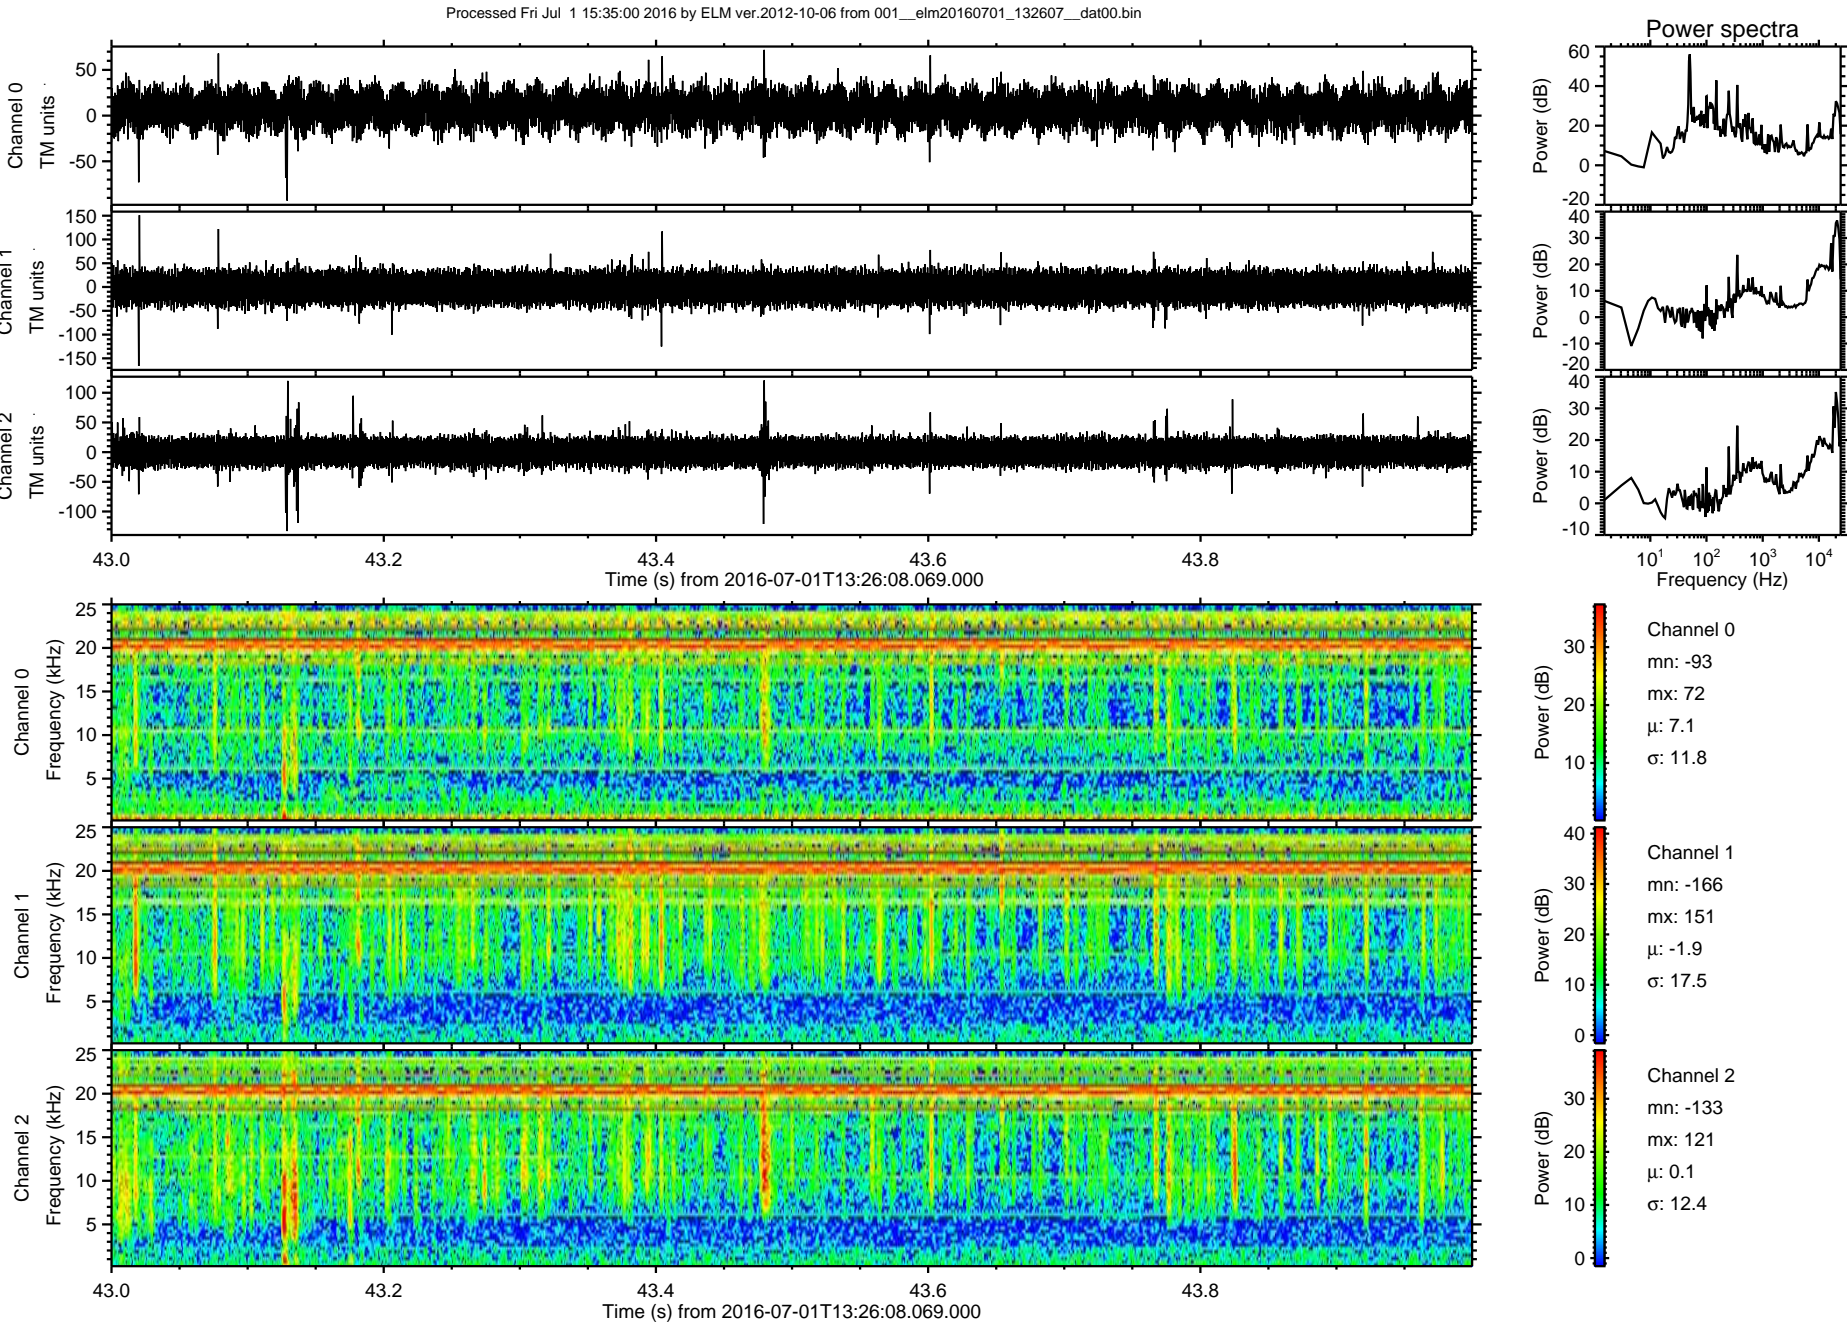 Processed Fri Jul 1 15:35:00 2016 by ELM ver.2012-10-06 from 001__elm20160701_132607__dat00.bin
Power spectra
Channel 0
TM units
50
0
-50
Power (dB)
60
40
20
0
-20
Channel 1
TM units
150
100
50
0
-50
-100
-150
Power (dB)
40
30
20
10
0
-10
-20
Channel 2
TM units
100
50
0
-50
-100
Power (dB)
40
30
20
10
0
-10
43.0 43.2 43.4 43.6 43.8
Time (s) from 2016-07-01T13:26:08.069.000
10^1 10^2 10^3 10^4
Frequency (Hz)
Channel 0
Frequency (kHz)
25
20
15
10
5
Power (dB)
30
20
10
Channel 0
mn: -93
mx: 72
µ: 7.1
σ: 11.8
Channel 1
Frequency (kHz)
25
20
15
10
5
Power (dB)
40
30
20
10
0
Channel 1
mn: -166
mx: 151
µ: -1.9
σ: 17.5
Channel 2
Frequency (kHz)
25
20
15
10
5
Power (dB)
30
20
10
0
Channel 2
mn: -133
mx: 121
µ: 0.1
σ: 12.4
43.0 43.2 43.4 43.6 43.8
Time (s) from 2016-07-01T13:26:08.069.000